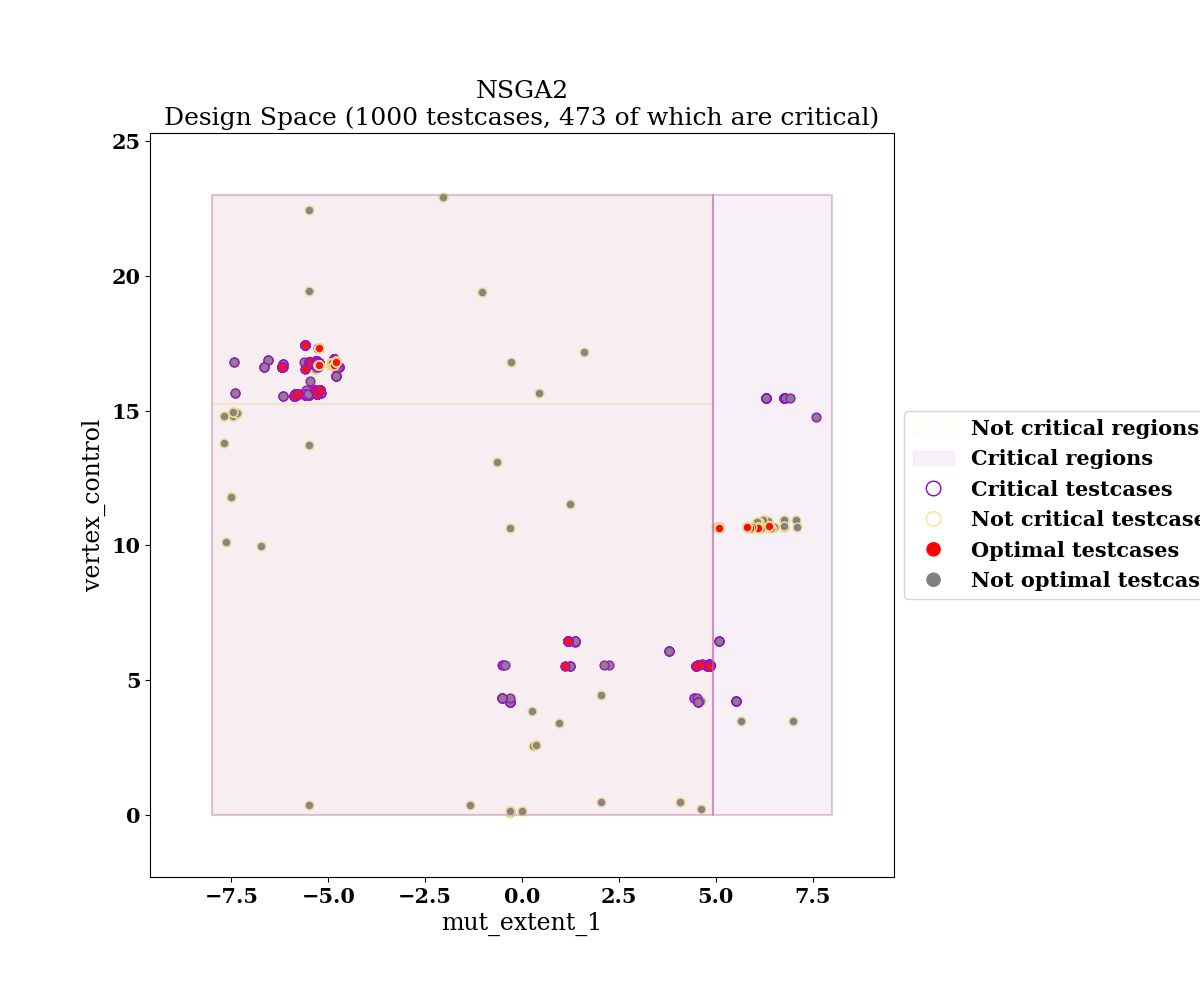 NSGA2
Design Space (1000 testcases, 473 of which are critical)
25
20
15
10
5
0
vertex_control
−7.5
−5.0
−2.5
0.0
2.5
5.0
7.5
mut_extent_1
Not critical regions
Critical regions
Critical testcases
Not critical testcase
Optimal testcases
Not optimal testcas